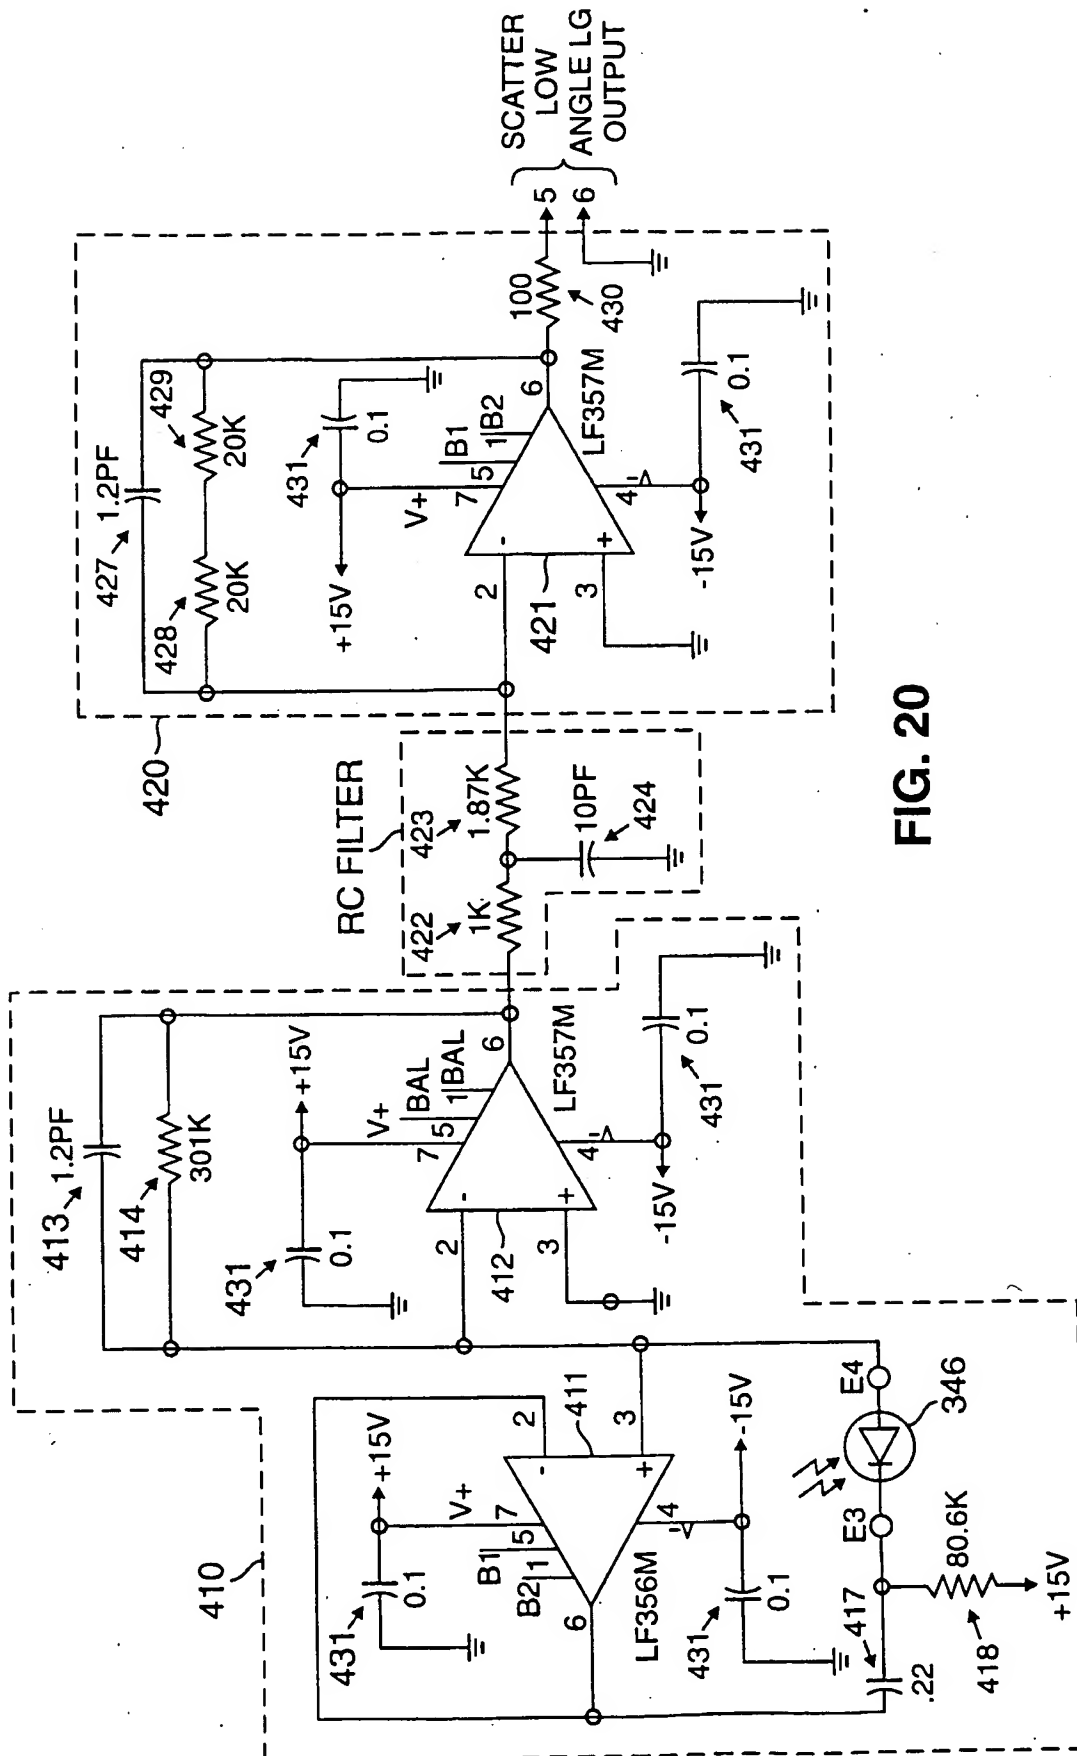 SCATTER
LOW
ANGLE LG
OUTPUT
5
6
100
430
429
20K
428
20K
427
1.2PF
431
0.1
+15V
V+
7
5
B1
1
B2
6
LF357M
2
-
3
+
421
4
V-
-15V
431
0.1
420
RC FILTER
423
1.87K
422
1K
10PF
424
413
1.2PF
414
301K
431
0.1
+15V
V+
7
5
BAL
1
BAL
6
LF357M
2
-
3
+
412
4
V-
-15V
431
0.1
410
431
0.1
+15V
V+
7
5
B1
1
B2
6
LF356M
2
-
3
+
411
4
V-
-15V
431
0.1
E4
346
E3
417
.22
80.6K
418
+15V
FIG. 20